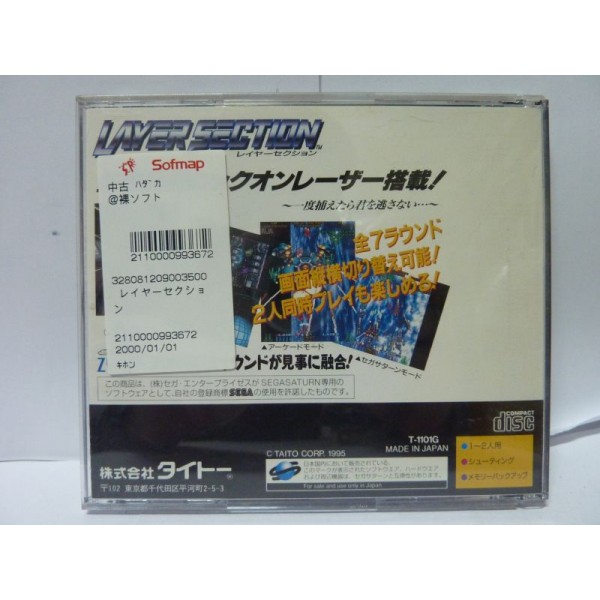 LAYER SECTION™
レイヤーセクション
Sofmap
中古 ハダカ
@裸ソフト
2110000993672
328081209003500
レイヤーセクショ
ン
2110000993672
2000/01/01
キホン
クオンレーザー搭載!
〜一度捕えたら君を逃さない…〜
全7ラウンド
画面縦横切り替え可能!
2人同時プレイも楽しめる!
▲アーケードモード
▲セガサターンモード
ウンドが見事に融合!
この商品は、(株)セガ・エンタープライゼスがSEGASATURN専用の
ソフトウェアとして、自社の登録商標SEGAの使用を許諾したものです。
COMPACT
disc
T-1101G
MADE IN JAPAN
©TAITO CORP. 1995
1〜2人用
シューティング
メモリーバックアップ
株式会社タイトー®
〒102 東京都千代田区平河町2-5-3
For sale and use only in Japan.